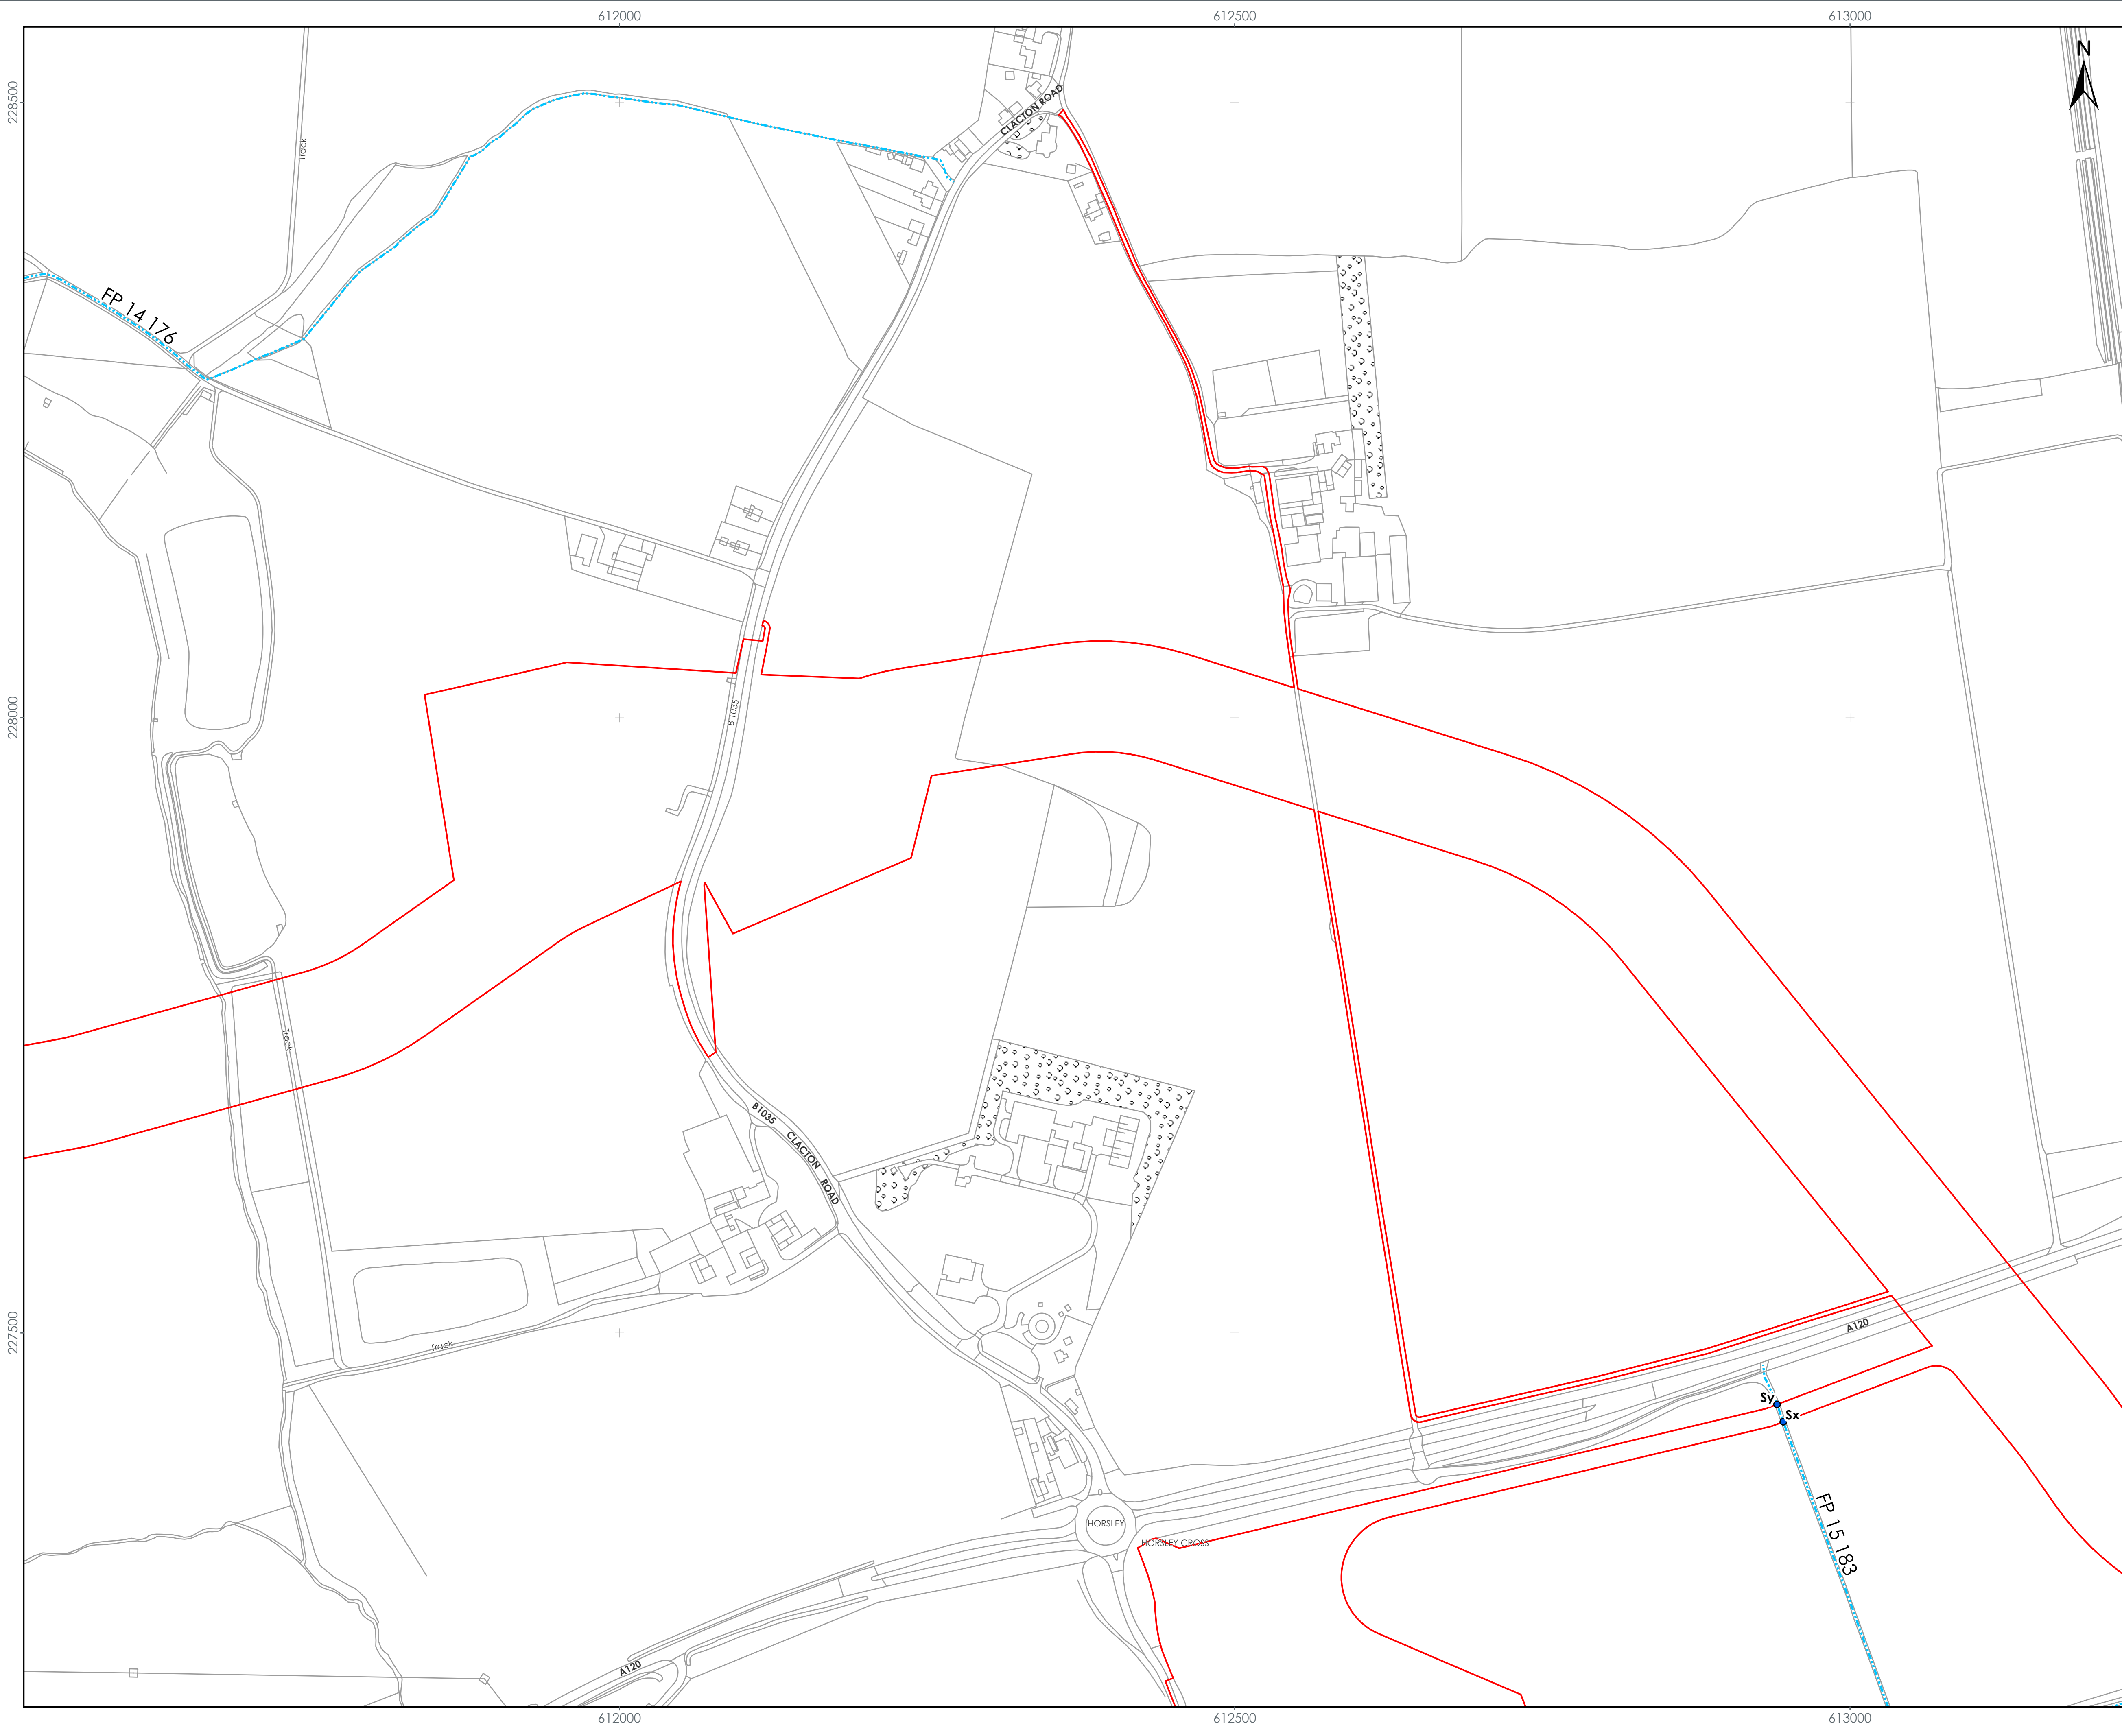 612000
612500
613000
N
228500
CLACTON ROAD
Track
FP 14 176
228000
B 1035
Track
B1035
CLACTON
ROAD
227500
A120
Track
Sy
Sx
FP 15 183
HORSLEY
HORSLEY CROSS
A120
612000
612500
613000